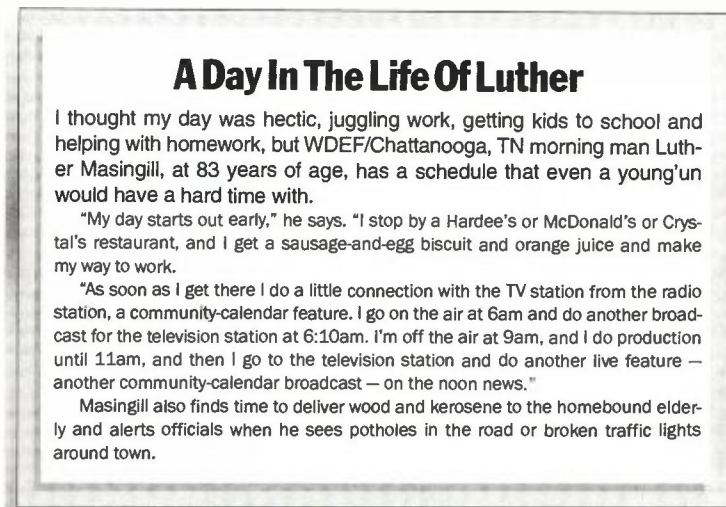 A Day In The Life Of Luther
I thought my day was hectic, juggling work, getting kids to school and
helping with homework, but WDEF/Chattanooga, TN morning man Luth-
er Masingill, at 83 years of age, has a schedule that even a young'un
would have a hard time with.
"My day starts out early," he says. "I stop by a Hardee's or McDonald's or Crys-
tal's restaurant, and I get a sausage-and-egg biscuit and orange juice and make
my way to work.
"As soon as I get there I do a little connection with the TV station from the radio
station, a community-calendar feature. I go on the air at 6am and do another broad-
cast for the television station at 6:10am. I'm off the air at 9am, and I do production
until 11am, and then I go to the television station and do another live feature —
another community-calendar broadcast — on the noon news."
Masingill also finds time to deliver wood and kerosene to the homebound elder-
ly and alerts officials when he sees potholes in the road or broken traffic lights
around town.